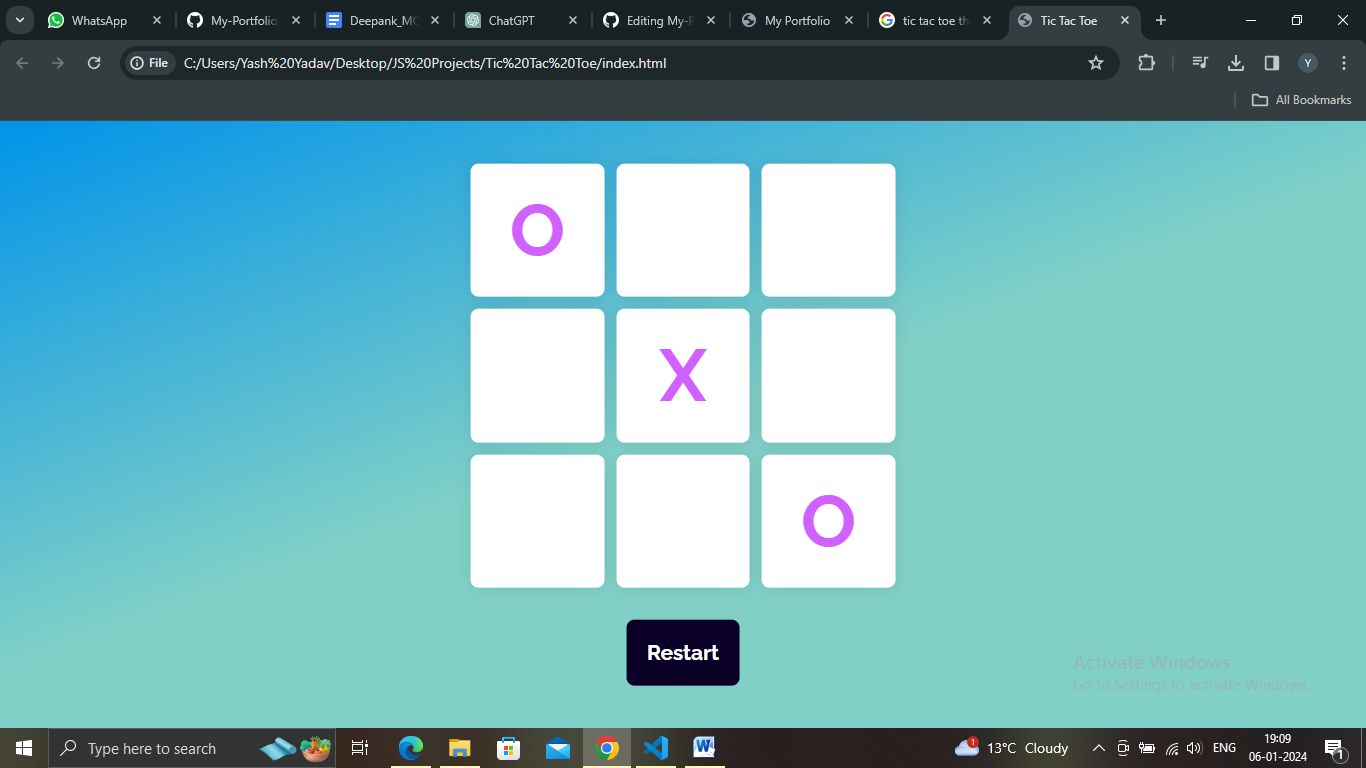 WhatsApp
My-Portfolio
Deepank_MC
ChatGPT
Editing My-P
My Portfolio
tic tac toe th
Tic Tac Toe
File
C:/Users/Yash%20Yadav/Desktop/JS%20Projects/Tic%20Tac%20Toe/index.html
Y
All Bookmarks
O
X
O
Restart
Activate Windows
Go to Settings to activate Windows.
Type here to search
1
13°C Cloudy
ENG
19:09
06-01-2024
1